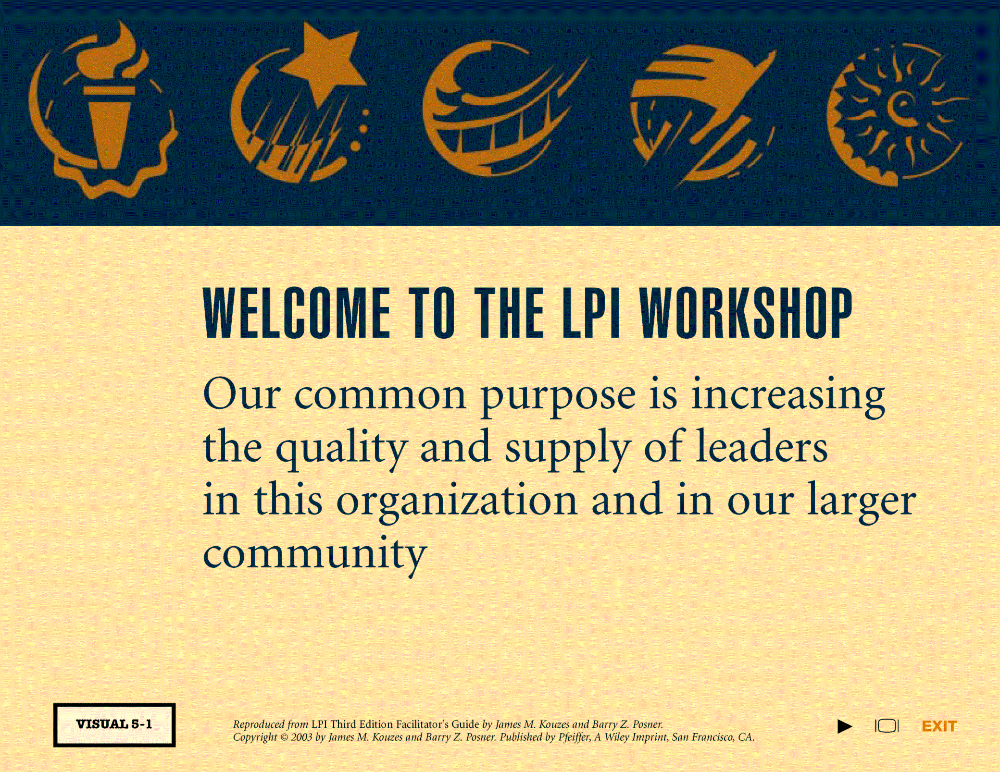 WELCOME TO THE LPI WORKSHOP
Our common purpose is increasing
the quality and supply of leaders
in this organization and in our larger
community
VISUAL 5-1
Reproduced from LPI Third Edition Facilitator's Guide by James M. Kouzes and Barry Z. Posner.
Copyright © 2003 by James M. Kouzes and Barry Z. Posner. Published by Pfeiffer, A Wiley Imprint, San Francisco, CA.
EXIT